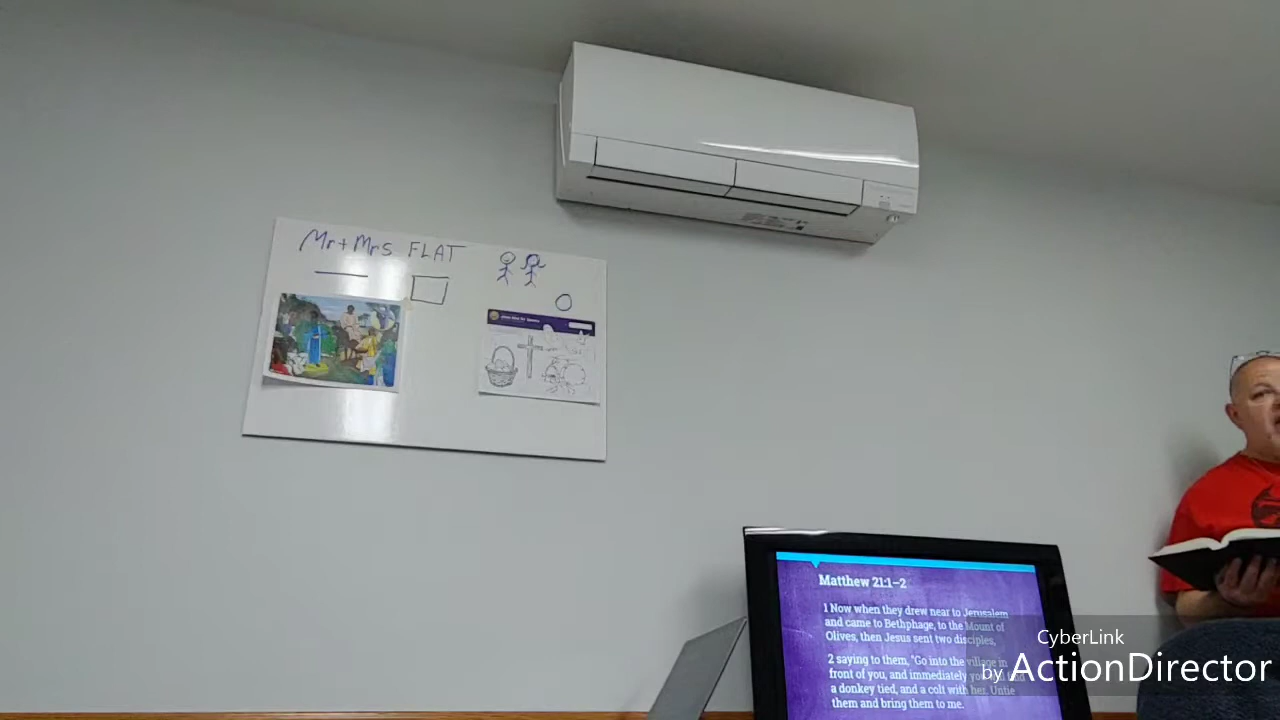 Mr + Mrs FLAT
Matthew 21:1–2
1 Now when they drew near to Jerusalem
and came to Bethphage, to the Mount of
Olives, then Jesus sent two disciples,
2 saying to them, "Go into the village in
front of you, and immediately
a donkey tied, and a colt with her. Untie
them and bring them to me.
CyberLink
by ActionDirector